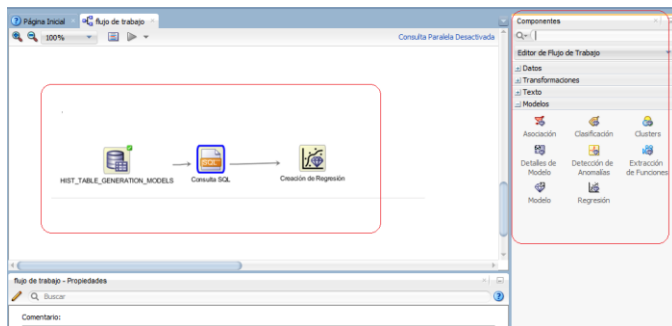 Página Inicial
flujo de trabajo
100%
Consulta Paralela Desactivada
HIST_TABLE_GENERATION_MODELS
Consulta SQL
Creación de Regresión
flujo de trabajo - Propiedades
Buscar
Comentario:
Componentes
Editor de Flujo de Trabajo
Datos
Transformaciones
Texto
Modelos
Asociación
Clasificación
Clusters
Detalles de Modelo
Detección de Anomalías
Extracción de Funciones
Modelo
Regresión